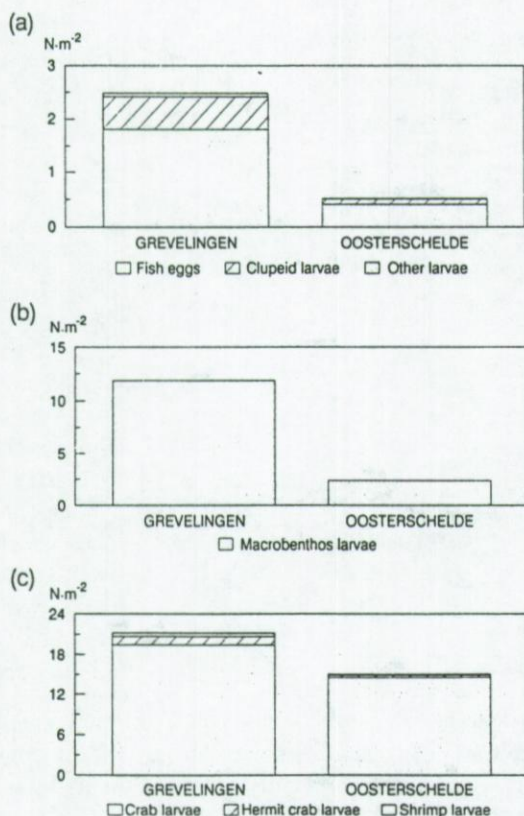 (a)
N·m-2
3
2
1
0
GREVELINGEN OOSTERSCHELDE
Fish eggs Clupeid larvae Other larvae
(b)
N·m-2
15
10
5
0
GREVELINGEN OOSTERSCHELDE
Macrobenthos larvae
(c)
N·m-2
24
18
12
6
0
GREVELINGEN OOSTERSCHELDE
Crab larvae Hermit crab larvae Shrimp larvae